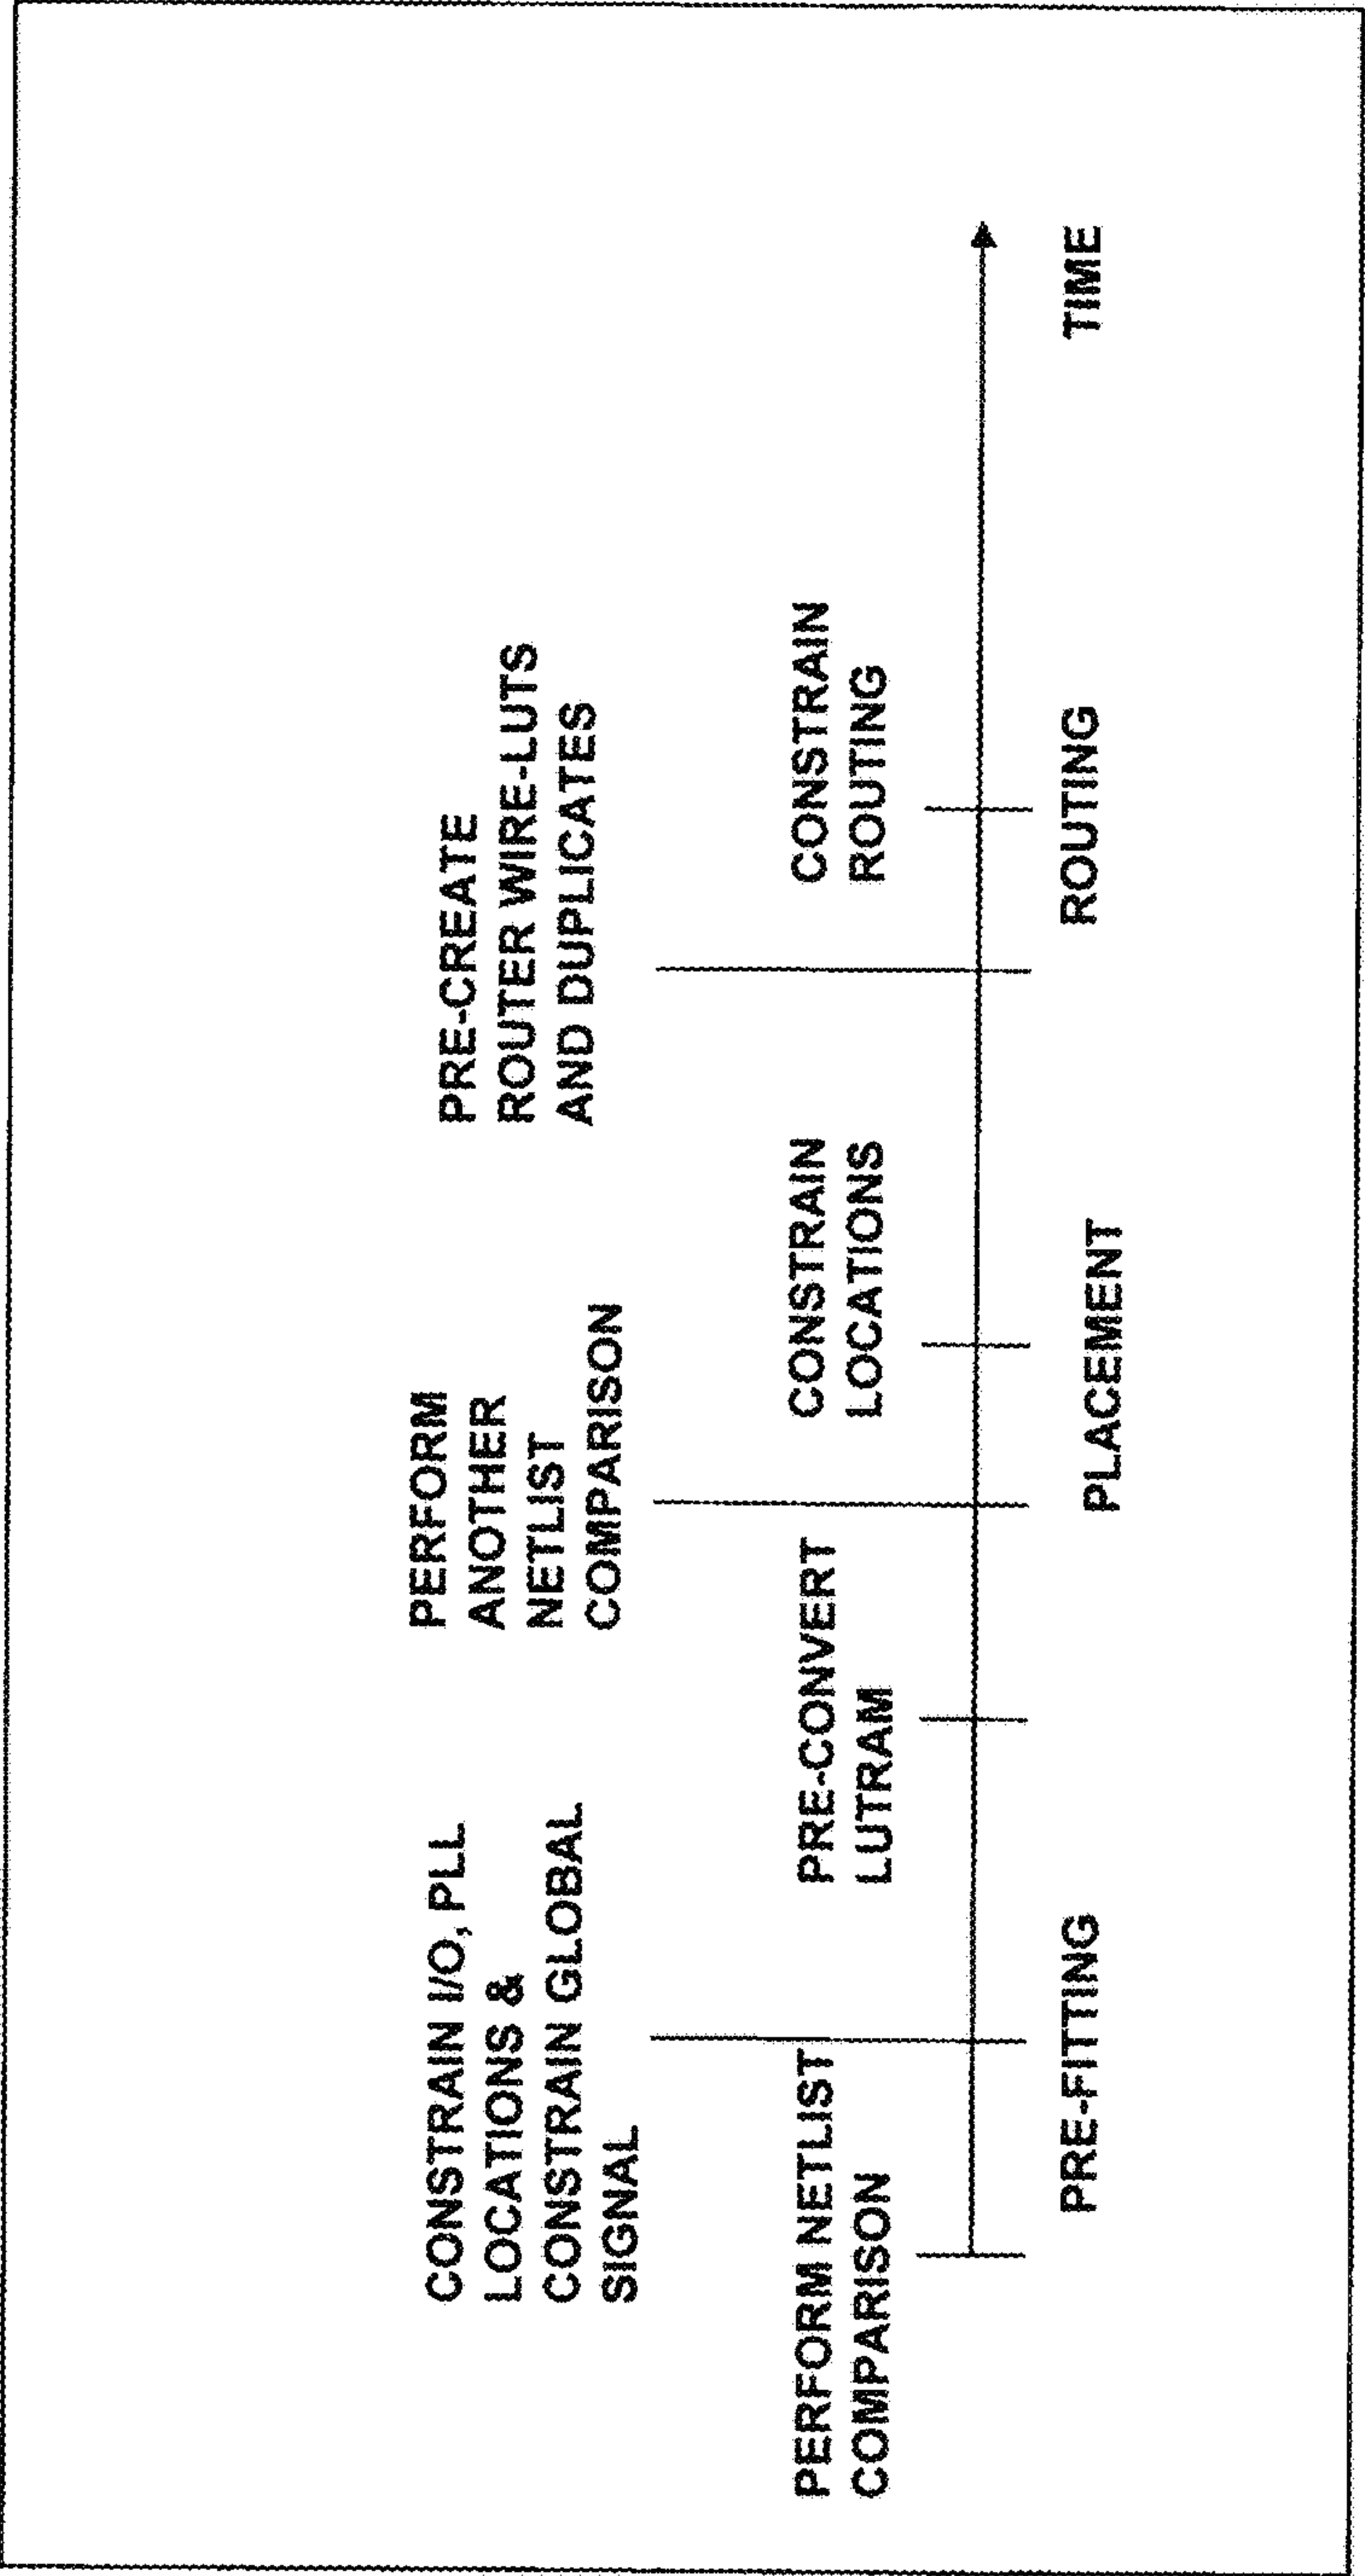 CONSTRAIN I/O, PLL
LOCATIONS &
CONSTRAIN GLOBAL
SIGNAL
PERFORM
ANOTHER
NETLIST
COMPARISON
PRE-CREATE
ROUTER WIRE-LUTS
AND DUPLICATES
PERFORM NETLIST
COMPARISON
PRE-CONVERT
LUTRAM
CONSTRAIN
LOCATIONS
CONSTRAIN
ROUTING
PRE-FITTING
PLACEMENT
ROUTING
TIME